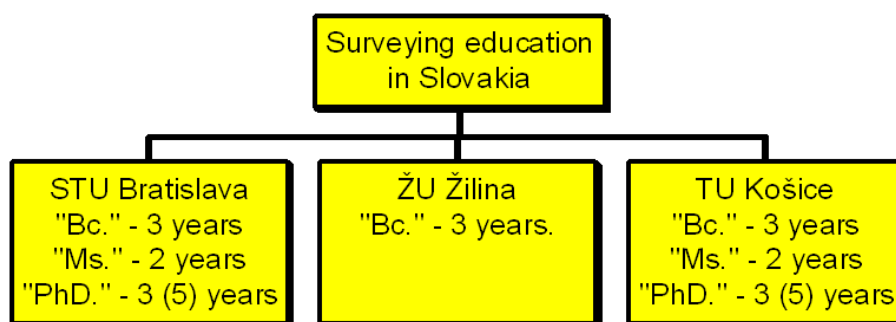 Surveying education
in Slovakia
STU Bratislava
"Bc." - 3 years
"Ms." - 2 years
"PhD." - 3 (5) years
ŽU Žilina
"Bc." - 3 years.
TU Košice
"Bc." - 3 years
"Ms." - 2 years
"PhD." - 3 (5) years